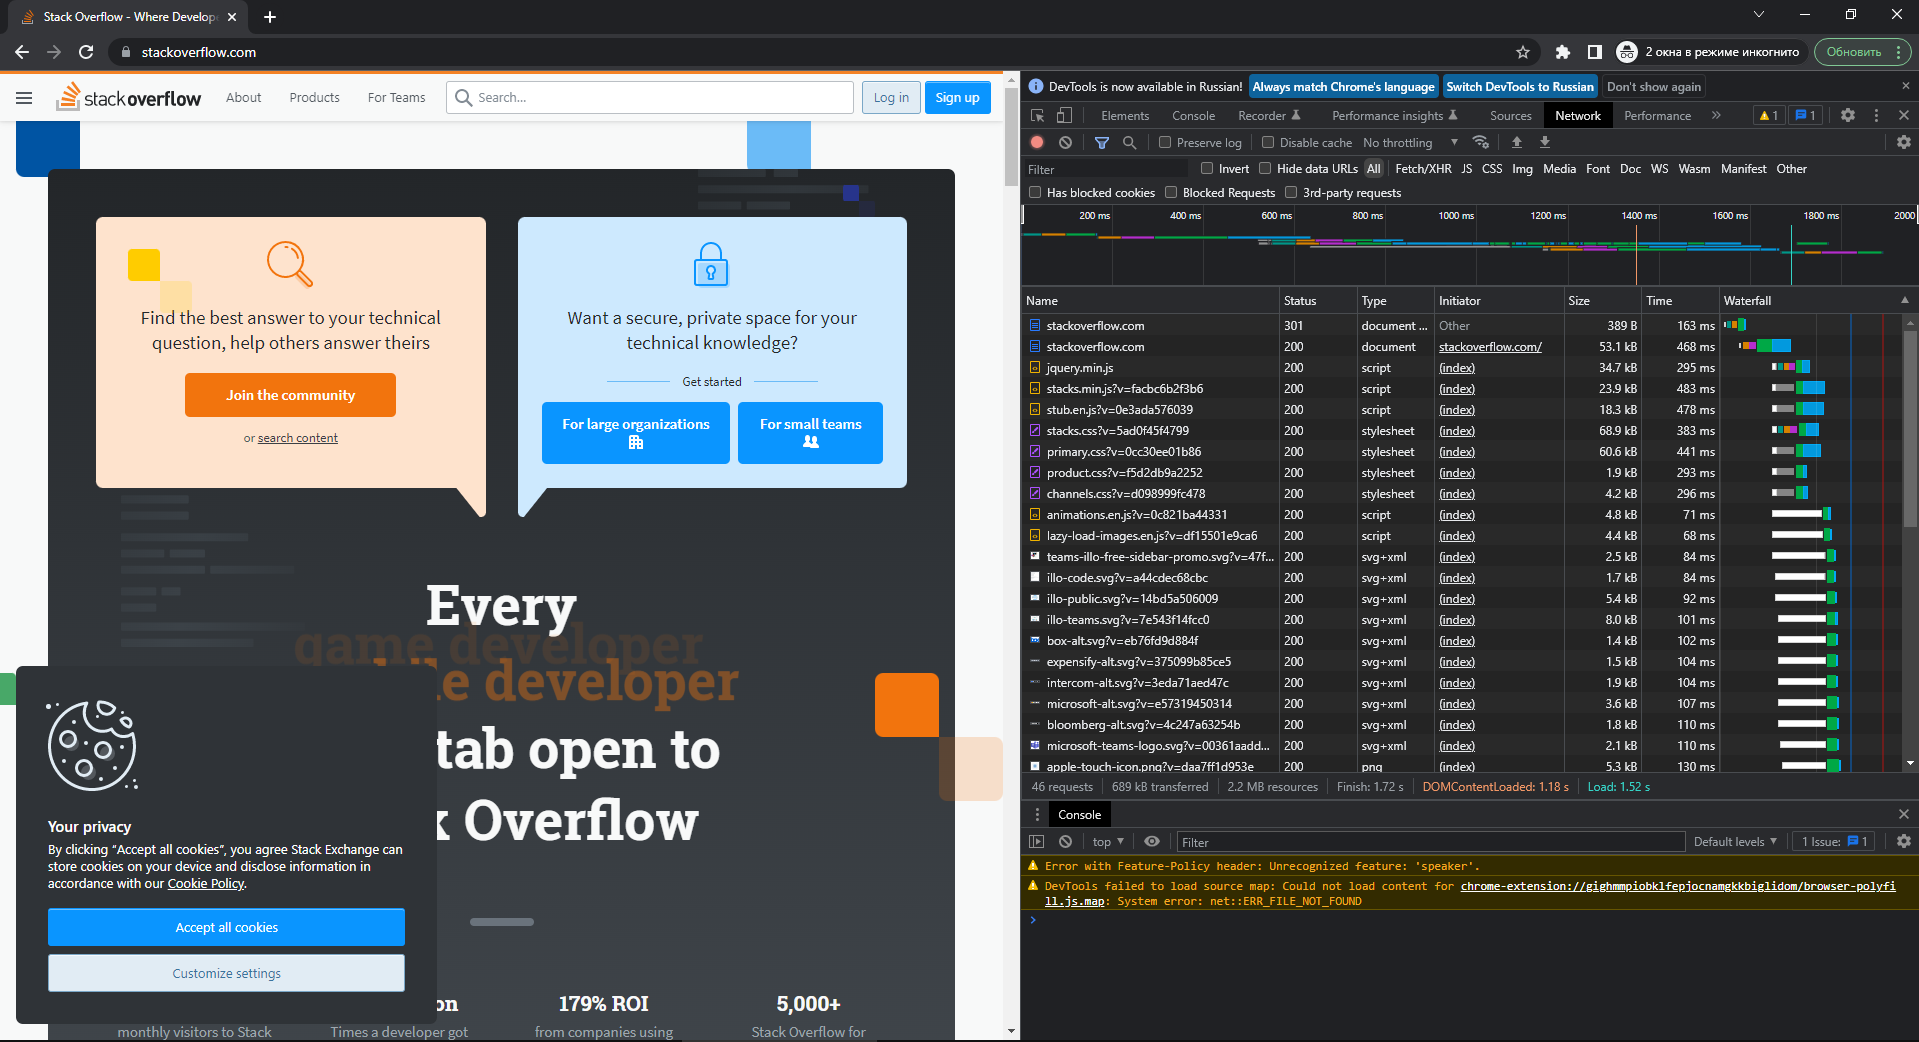 Stack Overflow - Where Develop
stackoverflow.com
2 окна в режиме инкогнито
Обновить
stackoverflow
About
Products
For Teams
Search...
Log in
Sign up
Find the best answer to your technical
question, help others answer theirs
Join the community
or search content
Want a secure, private space for your
technical knowledge?
Get started
For large organizations
For small teams
Every
game developer
le developer
tab open to
k Overflow
Your privacy
By clicking “Accept all cookies”, you agree Stack Exchange can
store cookies on your device and disclose information in
accordance with our Cookie Policy.
Accept all cookies
Customize settings
on
179% ROI
5,000+
monthly visitors to Stack
Times a developer got
from companies using
Stack Overflow for
DevTools is now available in Russian!
Always match Chrome's language
Switch DevTools to Russian
Don't show again
Elements
Console
Recorder
Performance insights
Sources
Network
Performance
1
1
Preserve log
Disable cache
No throttling
Filter
Invert
Hide data URLs
All
Fetch/XHR
JS
CSS
Img
Media
Font
Doc
WS
Wasm
Manifest
Other
Has blocked cookies
Blocked Requests
3rd-party requests
200 ms
400 ms
600 ms
800 ms
1000 ms
1200 ms
1400 ms
1600 ms
1800 ms
2000
Name Status Type Initiator Size Time Waterfall
stackoverflow.com 301 document ... Other 389 B 163 ms
stackoverflow.com 200 document stackoverflow.com/ 53.1 kB 468 ms
jquery.min.js 200 script (index) 34.7 kB 295 ms
stacks.min.js?v=facbc6b2f3b6 200 script (index) 23.9 kB 483 ms
stub.en.js?v=0e3ada576039 200 script (index) 18.3 kB 478 ms
stacks.css?v=5ad0f45f4799 200 stylesheet (index) 68.9 kB 383 ms
primary.css?v=0cc30ee01b86 200 stylesheet (index) 60.6 kB 441 ms
product.css?v=f5d2db9a2252 200 stylesheet (index) 1.9 kB 293 ms
channels.css?v=d098999fc478 200 stylesheet (index) 4.2 kB 296 ms
animations.en.js?v=0c821ba44331 200 script (index) 4.8 kB 71 ms
lazy-load-images.en.js?v=df15501e9ca6 200 script (index) 4.4 kB 68 ms
teams-illo-free-sidebar-promo.svg?v=47f... 200 svg+xml (index) 2.5 kB 84 ms
illo-code.svg?v=a44cdec68cbc 200 svg+xml (index) 1.7 kB 84 ms
illo-public.svg?v=14bd5a506009 200 svg+xml (index) 5.4 kB 92 ms
illo-teams.svg?v=7e543f14fcc0 200 svg+xml (index) 8.0 kB 101 ms
box-alt.svg?v=eb76fd9d884f 200 svg+xml (index) 1.4 kB 102 ms
expensify-alt.svg?v=375099b85ce5 200 svg+xml (index) 1.5 kB 104 ms
intercom-alt.svg?v=3eda71aed47c 200 svg+xml (index) 1.9 kB 104 ms
microsoft-alt.svg?v=e57319450314 200 svg+xml (index) 3.6 kB 107 ms
bloomberg-alt.svg?v=4c247a63254b 200 svg+xml (index) 1.8 kB 110 ms
microsoft-teams-logo.svg?v=00361aadd... 200 svg+xml (index) 2.1 kB 110 ms
apple-touch-icon.png?v=daa7ff1d953e 200 png (index) 5.3 kB 130 ms
46 requests
689 kB transferred
2.2 MB resources
Finish: 1.72 s
DOMContentLoaded: 1.18 s
Load: 1.52 s
Console
top
Filter
Default levels
1 Issue: 1
Error with Feature-Policy header: Unrecognized feature: 'speaker'.
DevTools failed to load source map: Could not load content for chrome-extension://gighmmpiobklfepjocnamgkkbiglidom/browser-polyfi
ll.js.map: System error: net::ERR_FILE_NOT_FOUND